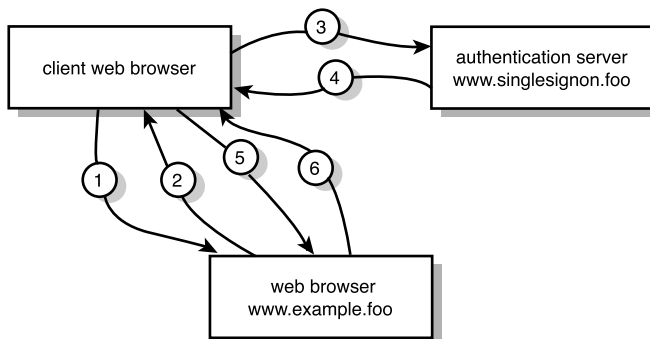 client web browser
3
authentication server
www.singlesignon.foo
4
1
2
5
6
web browser
www.example.foo